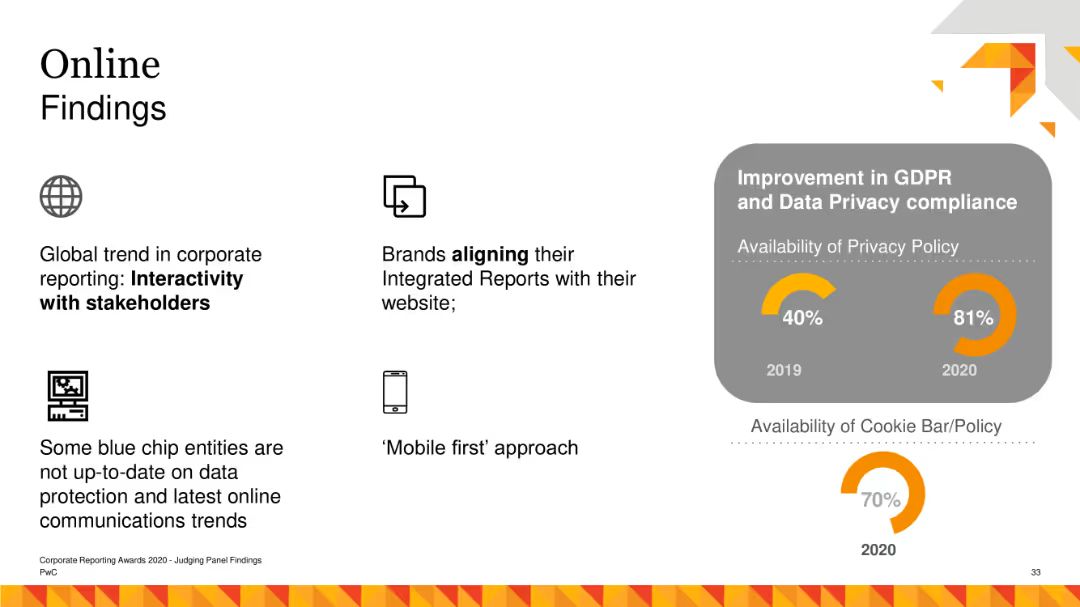 Online
Findings
Global trend in corporate
reporting: Interactivity
with stakeholders
Brands aligning their
Integrated Reports with their
website;
Some blue chip entities are
not up-to-date on data
protection and latest online
communications trends
‘Mobile first’ approach
Improvement in GDPR
and Data Privacy compliance
Availability of Privacy Policy
40%
81%
2019
2020
Availability of Cookie Bar/Policy
70%
2020
Corporate Reporting Awards 2020 - Judging Panel Findings
PwC
33